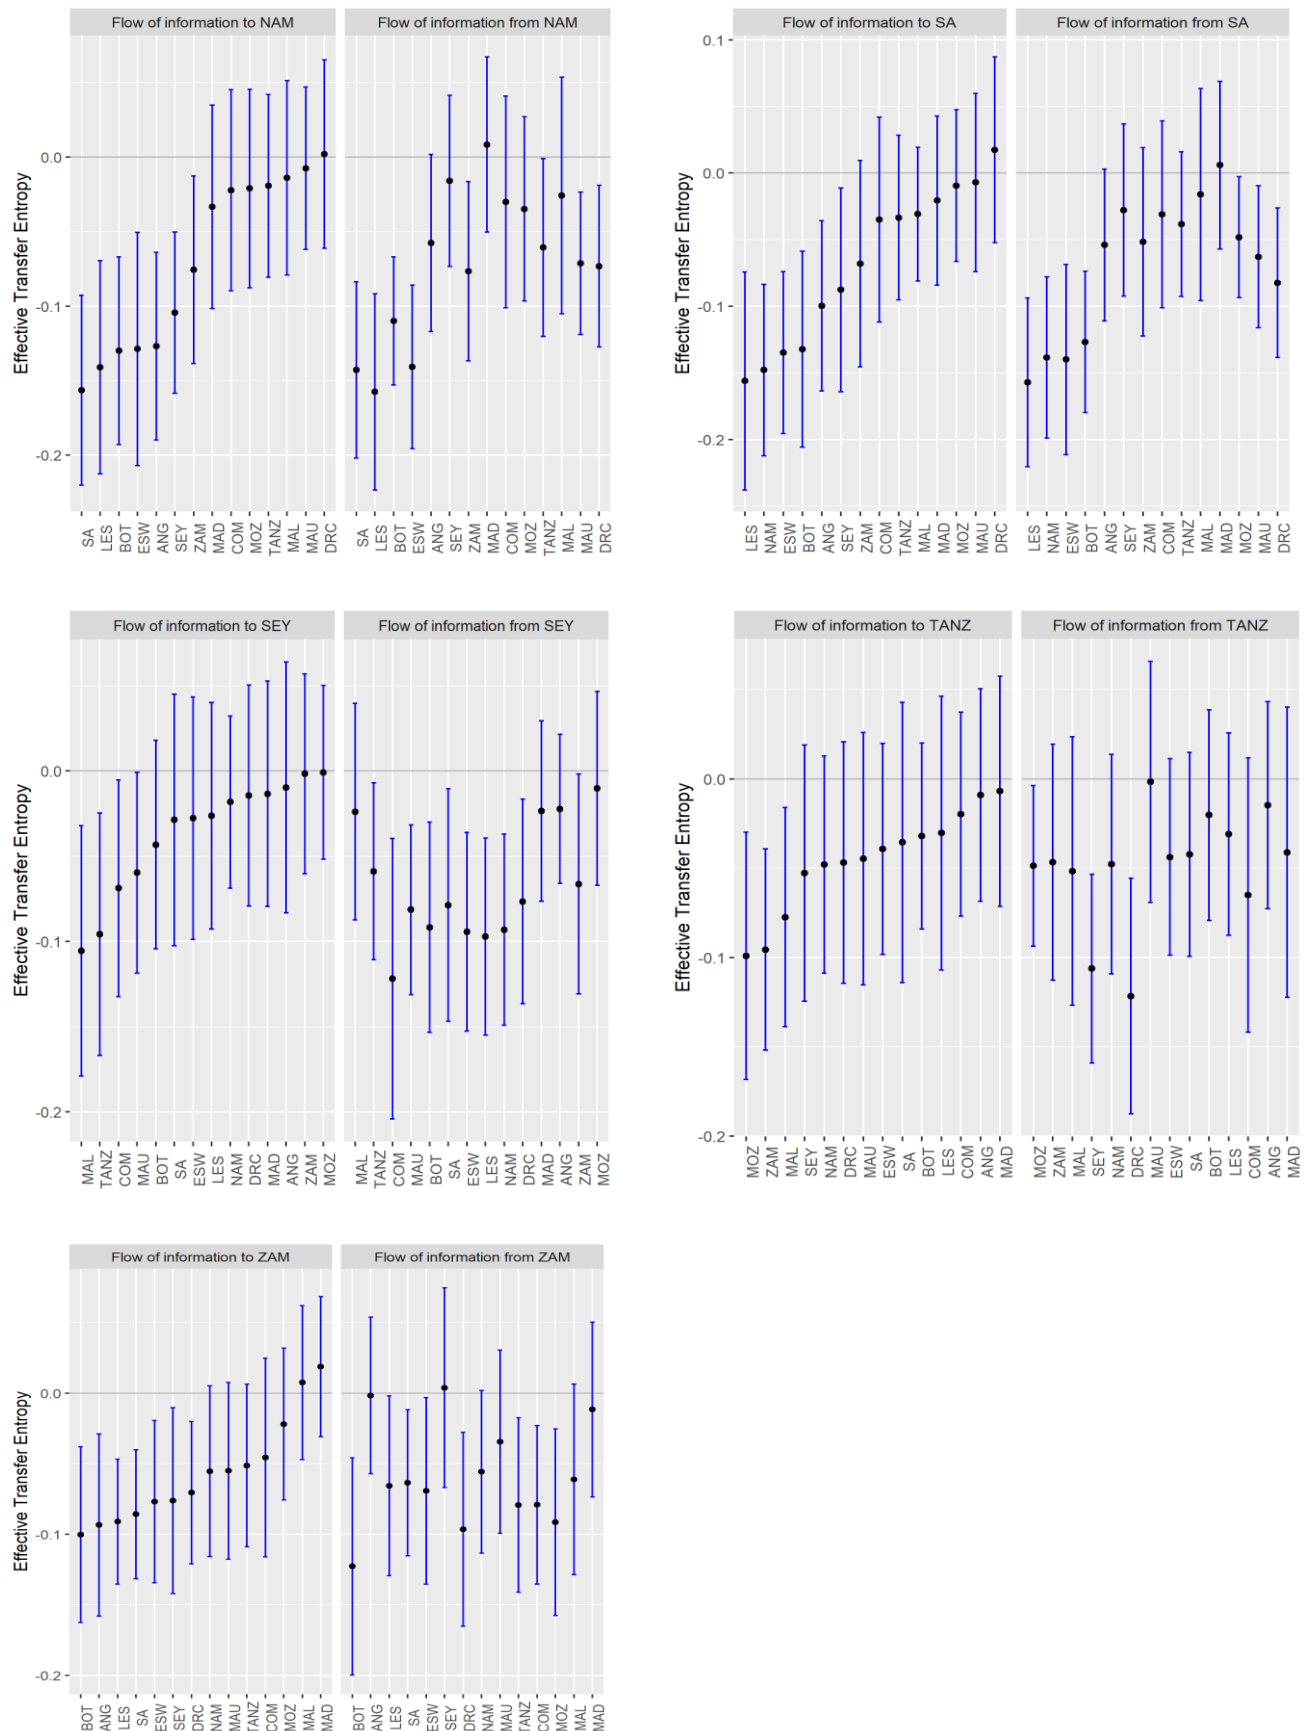 Flow of information to NAM
Flow of information from NAM
Effective Transfer Entropy
0.0
-0.1
-0.2
SA LES BOT ESW ANG SEY ZAM MAD COM MOZ TANZ MAL MAU DRC
SA LES BOT ESW ANG SEY ZAM MAD COM MOZ TANZ MAL MAU DRC
Flow of information to SA
Flow of information from SA
Effective Transfer Entropy
0.1
0.0
-0.1
-0.2
LES NAM ESW BOT ANG SEY ZAM COM TANZ MAL MAD MOZ MAU DRC
LES NAM ESW BOT ANG SEY ZAM COM TANZ MAL MAD MOZ MAU DRC
Flow of information to SEY
Flow of information from SEY
Effective Transfer Entropy
0.0
-0.1
-0.2
MAL TANZ COM MAU BOT SA ESW LES NAM DRC MAD ANG ZAM MOZ
MAL TANZ COM MAU BOT SA ESW LES NAM DRC MAD ANG ZAM MOZ
Flow of information to TANZ
Flow of information from TANZ
Effective Transfer Entropy
0.0
-0.1
-0.2
MOZ ZAM MAL SEY NAM DRC MAU ESW SA BOT LES COM ANG MAD
MOZ ZAM MAL SEY NAM DRC MAU ESW SA BOT LES COM ANG MAD
Flow of information to ZAM
Flow of information from ZAM
Effective Transfer Entropy
0.0
-0.1
-0.2
BOT ANG LES SA ESW SEY DRC NAM MAU TANZ COM MOZ MAL MAD
BOT ANG LES SA ESW SEY DRC NAM MAU TANZ COM MOZ MAL MAD